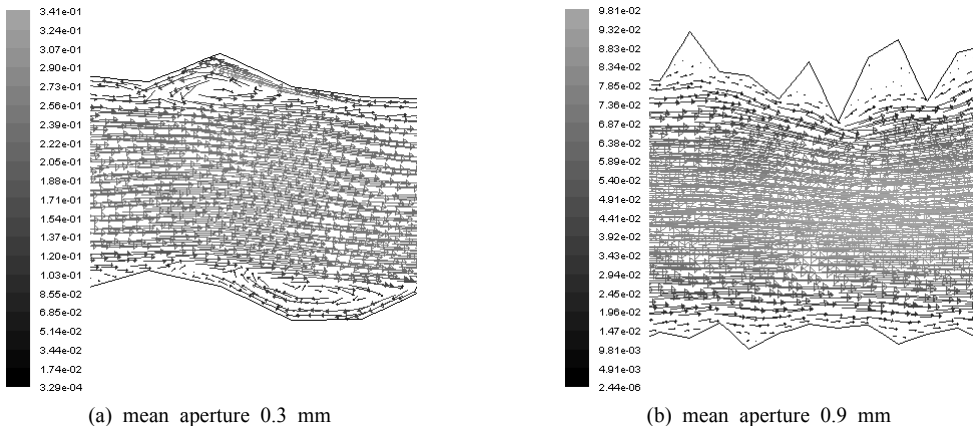 3.41e-01
3.24e-01
3.07e-01
2.90e-01
2.73e-01
2.56e-01
2.39e-01
2.22e-01
2.05e-01
1.88e-01
1.71e-01
1.54e-01
1.37e-01
1.20e-01
1.03e-01
8.55e-02
6.85e-02
5.14e-02
3.44e-02
1.74e-02
3.29e-04
(a) mean aperture 0.3 mm
9.81e-02
9.32e-02
8.83e-02
8.34e-02
7.85e-02
7.36e-02
6.87e-02
6.38e-02
5.89e-02
5.40e-02
4.91e-02
4.41e-02
3.92e-02
3.43e-02
2.94e-02
2.45e-02
1.96e-02
1.47e-02
9.81e-03
4.91e-03
2.44e-06
(b) mean aperture 0.9 mm